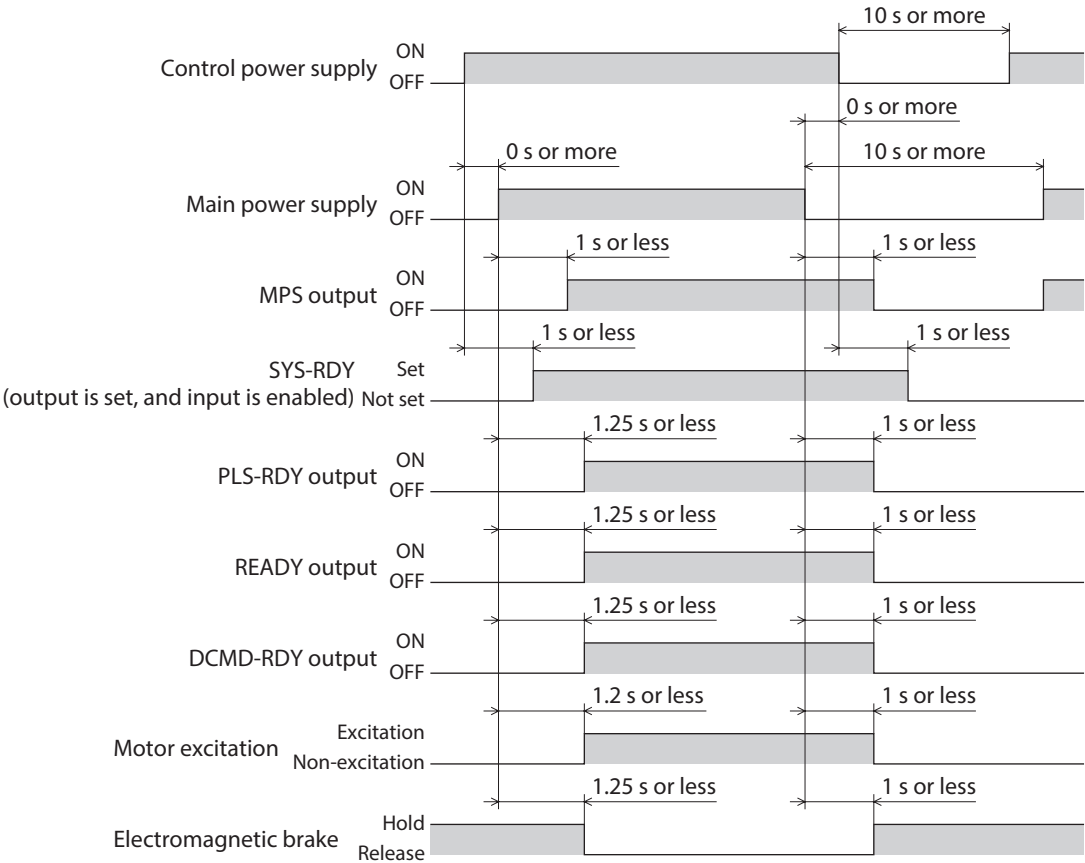 10 s or more
Control power supply ON
OFF
0 s or more
0 s or more 10 s or more
Main power supply ON
OFF
1 s or less 1 s or less
MPS output ON
OFF
1 s or less 1 s or less
SYS-RDY Set
(output is set, and input is enabled) Not set
1.25 s or less 1 s or less
PLS-RDY output ON
OFF
1.25 s or less 1 s or less
READY output ON
OFF
1.25 s or less 1 s or less
DCMD-RDY output ON
OFF
1.2 s or less 1 s or less
Motor excitation Excitation
Non-excitation
1.25 s or less 1 s or less
Electromagnetic brake Hold
Release